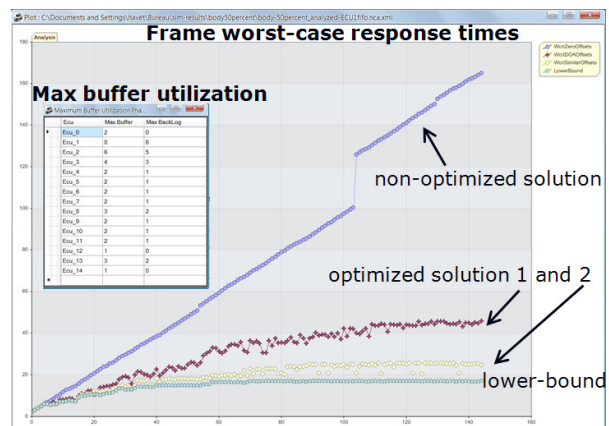 Plot : C:\Documents and Settings\havet\Bureau\sim-results\body50percent\body-50percent_analyzed-ECU1fifo.nca.xml
Analysis
Frame worst-case response times
WcrtZeroOffsets
WcrtDOAOffsets
WcrtSimilarOffsets
LowerBound
180
160
140
120
100
80
60
40
20
0
Max buffer utilization
Maximum Buffer Utilization Pha...
Ecu Max Buffer Max BackLog
Ecu_0 2 0
Ecu_1 8 6
Ecu_2 6 5
Ecu_3 4 3
Ecu_4 2 1
Ecu_5 2 1
Ecu_6 2 1
Ecu_7 2 1
Ecu_8 3 2
Ecu_9 2 1
Ecu_10 2 1
Ecu_11 2 1
Ecu_12 1 0
Ecu_13 3 2
Ecu_14 1 0
non-optimized solution
optimized solution 1 and 2
lower-bound
0 20 40 60 80 100 120 140 160